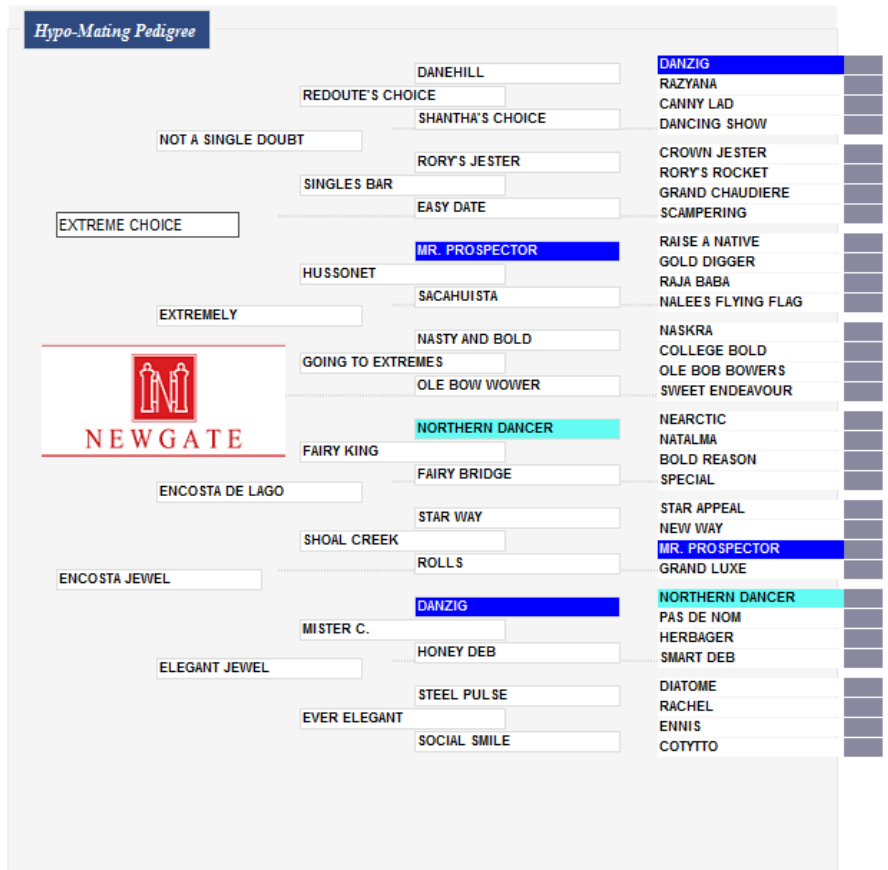 Hypo-Mating Pedigree
DANZIG
DANEHILL
RAZYANA
REDOUTE'S CHOICE
CANNY LAD
SHANTHA'S CHOICE
DANCING SHOW
NOT A SINGLE DOUBT
CROWN JESTER
RORY'S JESTER
RORY'S ROCKET
SINGLES BAR
GRAND CHAUDIERE
EASY DATE
SCAMPERING
EXTREME CHOICE
RAISE A NATIVE
MR. PROSPECTOR
GOLD DIGGER
HUSSONET
RAJA BABA
SACAHUISTA
NALEES FLYING FLAG
EXTREMELY
NASKRA
NASTY AND BOLD
COLLEGE BOLD
GOING TO EXTREMES
OLE BOB BOWERS
OLE BOW WOWER
SWEET ENDEAVOUR
NEWGATE
NEARCTIC
NORTHERN DANCER
NATALMA
FAIRY KING
BOLD REASON
FAIRY BRIDGE
SPECIAL
ENCOSTA DE LAGO
STAR APPEAL
STAR WAY
NEW WAY
SHOAL CREEK
MR. PROSPECTOR
ROLLS
GRAND LUXE
ENCOSTA JEWEL
NORTHERN DANCER
DANZIG
PAS DE NOM
MISTER C.
HERBAGER
HONEY DEB
SMART DEB
ELEGANT JEWEL
DIATOME
STEEL PULSE
RACHEL
EVER ELEGANT
ENNIS
SOCIAL SMILE
COTYTTO